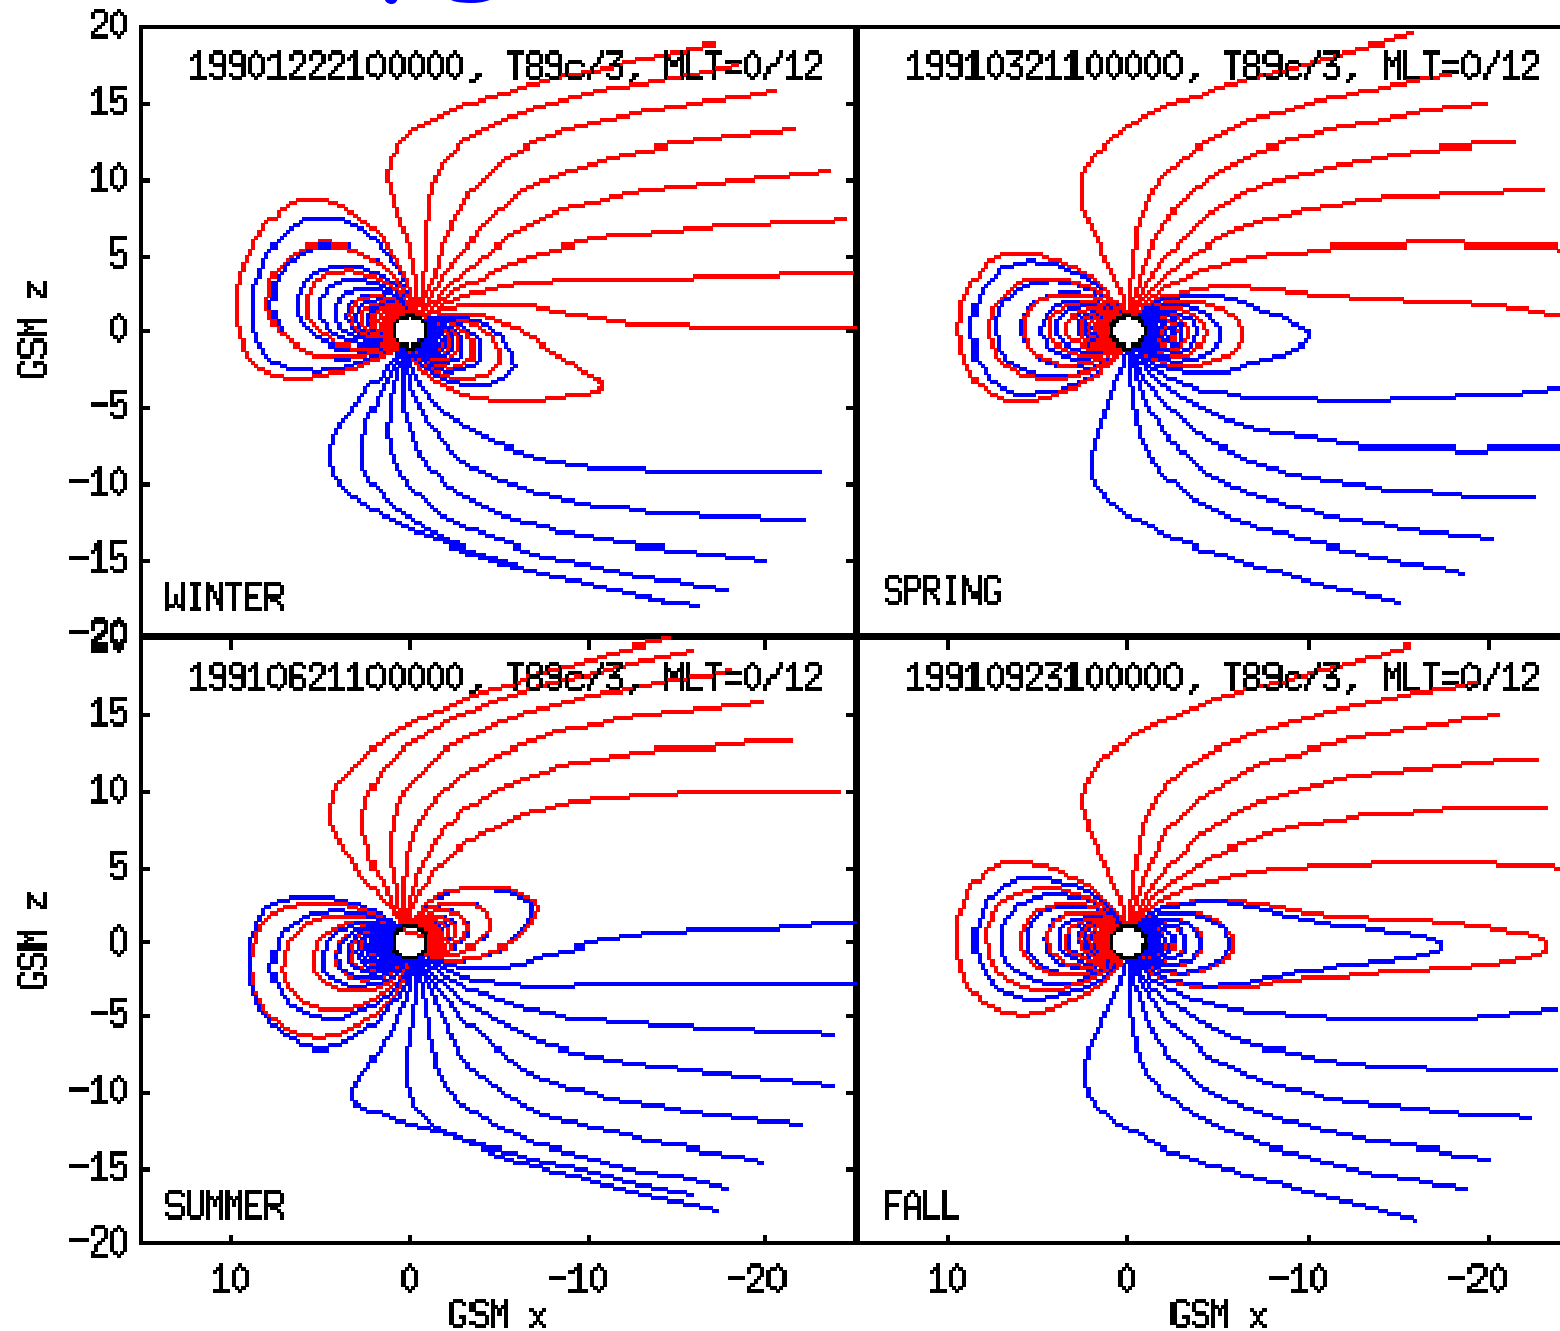 19901222100000, T89c/3, MLT=0/12
19910321100000, T89c/3, MLT=0/12
20
15
10
5
0
−5
−10
−15
−20
GSM z
WINTER
SPRING
19910621100000, T89c/3, MLT=0/12
19910923100000, T89c/3, MLT=0/12
15
10
5
0
−5
−10
−15
−20
GSM z
SUMMER
FALL
10 0 −10 −20
10 0 −10 −20
GSM x
GSM x